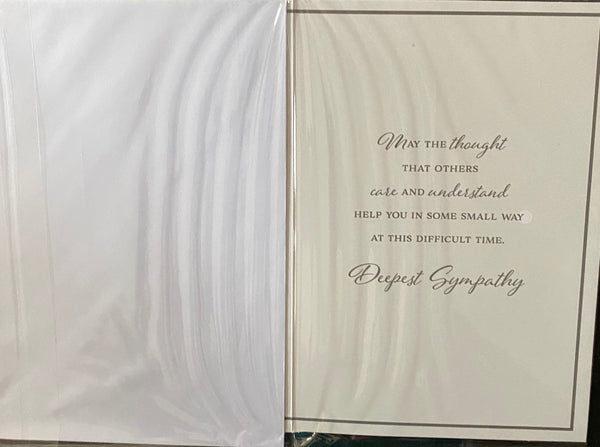 May the thought
that others
care and understand
help you in some small way
at this difficult time.
Deepest Sympathy